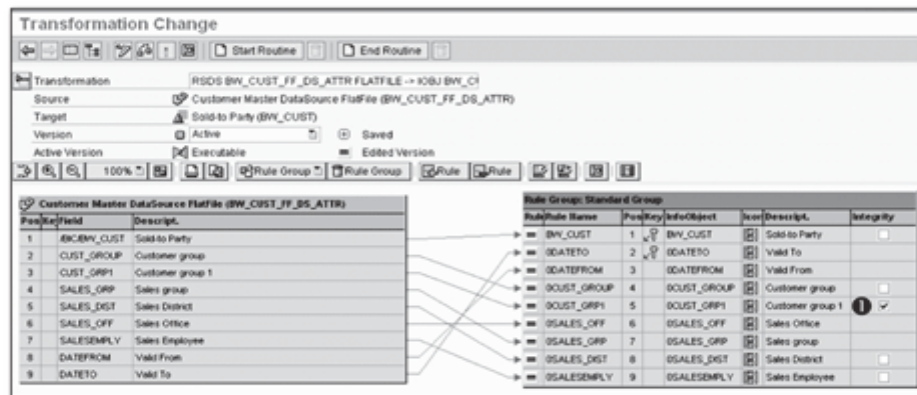 Transformation Change
Start Routine End Routine
Transformation RSDS BW_CUST_FF_DS_ATTR FLATFILE -> IOBJ BW_C
Source Customer Master DataSource FlatFile (BW_CUST_FF_DS_ATTR)
Target Sold-to Party (BW_CUST)
Version Active Saved
Active Version Executable Edited Version
100% Rule Group Rule Group Rule Rule
Customer Master DataSource FlatFile (BW_CUST_FF_DS_ATTR)
Pos Key Field Descript.
1 /BIC/BW_CUST Sold-to Party
2 CUST_GROUP Customer group
3 CUST_GRP1 Customer group 1
4 SALES_GRP Sales group
5 SALES_DIST Sales District
6 SALES_OFF Sales Office
7 SALESEMPLY Sales Employee
8 DATEFROM Valid From
9 DATETO Valid To
Rule Group: Standard Group
Rule Rule Name Pos Key InfoObject Icon Descript. Integrity
BW_CUST 1 BW_CUST Sold-to Party
0DATETO 2 0DATETO Valid To
0DATEFROM 3 0DATEFROM Valid From
0CUST_GROUP 4 0CUST_GROUP Customer group
0CUST_GRP1 5 0CUST_GRP1 Customer group 1 1
0SALES_OFF 6 0SALES_OFF Sales Office
0SALES_GRP 7 0SALES_GRP Sales group
0SALES_DIST 8 0SALES_DIST Sales District
0SALESEMPLY 9 0SALESEMPLY Sales Employee